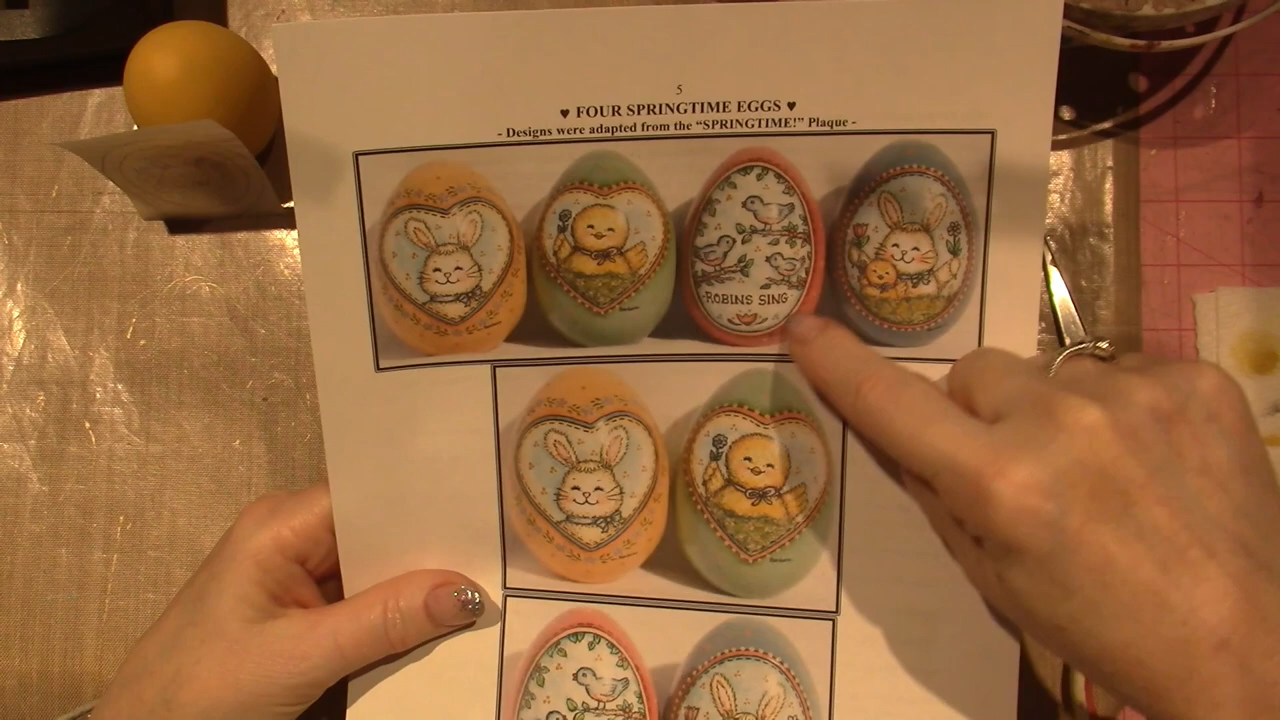 5
♥ FOUR SPRINGTIME EGGS ♥
- Designs were adapted from the “SPRINGTIME!” Plaque -
-ROBINS SING-